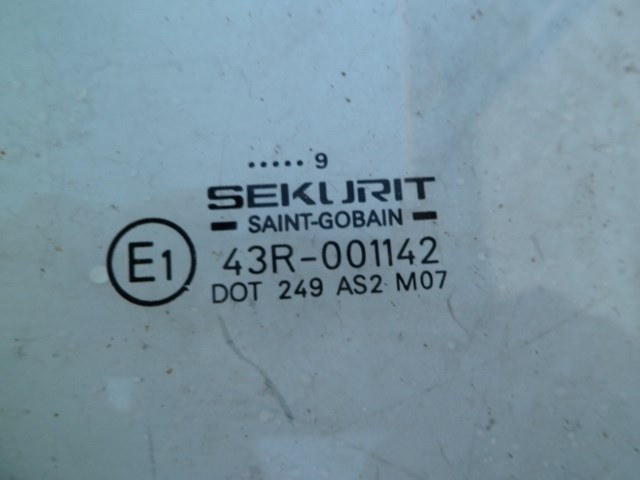 ..... 9
SEKURIT
SAINT-GOBAIN
E1 43R-001142
DOT 249 AS2 M07